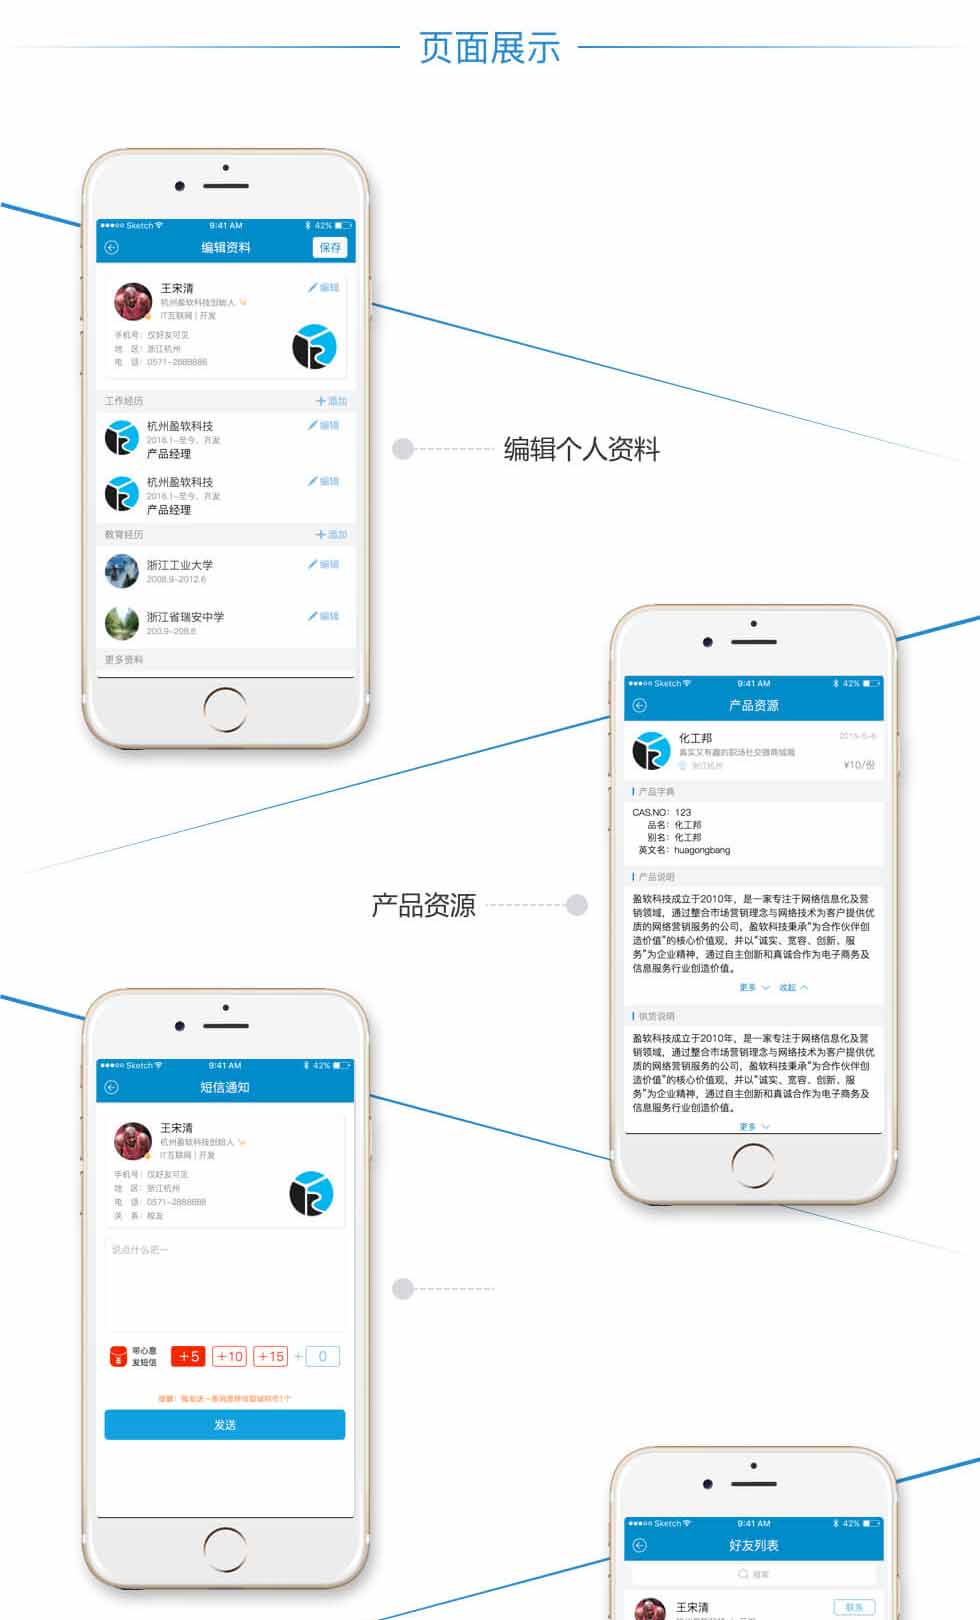 页面展示
Sketch 9:41 AM 42%
编辑资料 保存
王宋清 编辑
杭州盈软科技创始人
IT互联网 | 开发
手机号：仅好友可见
地 区：浙江杭州
电 话：0571-2888888
工作经历 添加
杭州盈软科技 编辑
2016.1~至今，开发
产品经理
杭州盈软科技 编辑
2016.1~至今，开发
产品经理
教育经历 添加
浙江工业大学 编辑
2008.9~2012.6
浙江省瑞安中学 编辑
200.9~208.6
更多资料
编辑个人资料
Sketch 9:41 AM 42%
产品资源
化工邦
真实又有趣的职场社交微商城哦
浙江杭州 ¥10/份
产品字典
CAS.NO：123
品名：化工邦
别名：化工邦
英文名：huagongbang
产品说明
盈软科技成立于2010年，是一家专注于网络信息化及营
销领域，通过整合市场营销理念与网络技术为客户提供优
质的网络营销服务的公司，盈软科技秉承“为合作伙伴创
造价值”的核心价值观，并以“诚实、宽容、创新、服
务”为企业精神，通过自主创新和真诚合作为电子商务及
信息服务行业创造价值。
更多 收起
供货说明
盈软科技成立于2010年，是一家专注于网络信息化及营
销领域，通过整合市场营销理念与网络技术为客户提供优
质的网络营销服务的公司，盈软科技秉承“为合作伙伴创
造价值”的核心价值观，并以“诚实、宽容、创新、服
务”为企业精神，通过自主创新和真诚合作为电子商务及
信息服务行业创造价值。
更多
产品资源
Sketch 9:41 AM 42%
短信通知
王宋清
杭州盈软科技创始人
IT互联网 | 开发
手机号：仅好友可见
地 区：浙江杭州
电 话：0571-2888888
关 系：校友
说点什么吧~
带心意
发短信
+5 +10 +15 + 0
发送
Sketch 9:41 AM 42%
好友列表
搜索
王宋清 联系